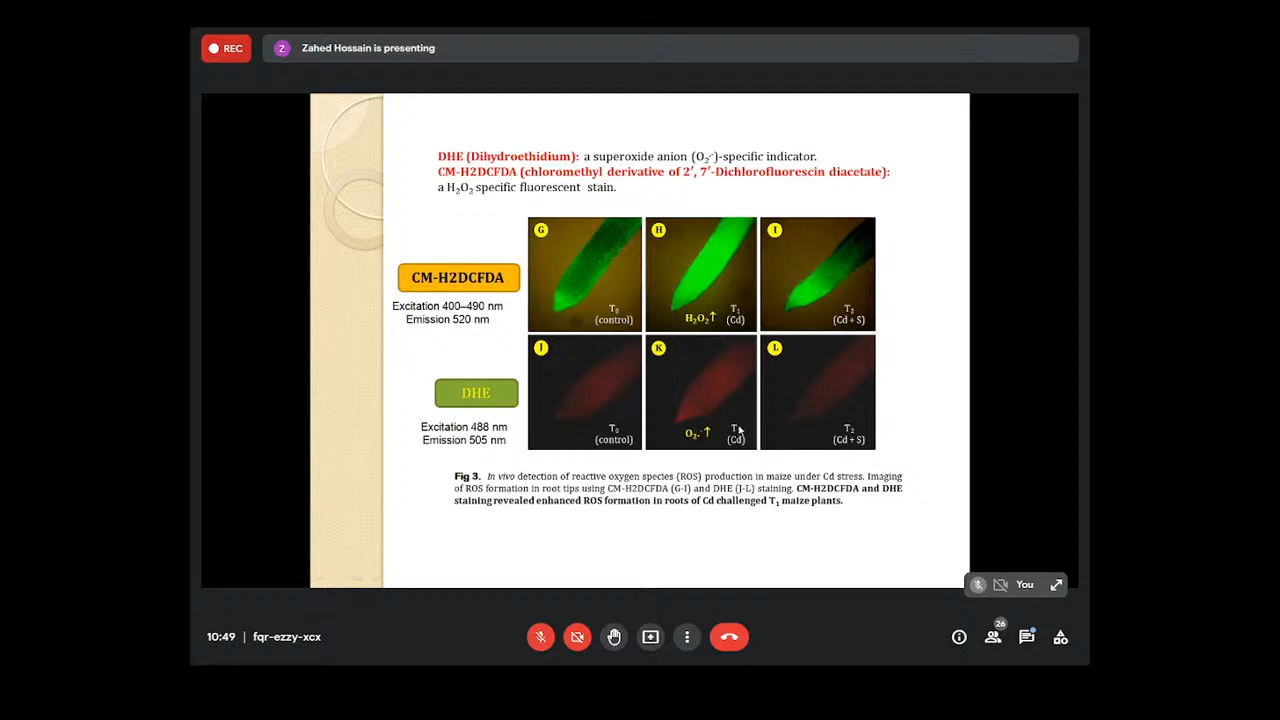 REC
Z
Zahed Hossain is presenting
DHE (Dihydroethidium): a superoxide anion (O₂·⁻)-specific indicator.
CM-H2DCFDA (chloromethyl derivative of 2′, 7′-Dichlorofluorescin diacetate):
a H₂O₂ specific fluorescent stain.
CM-H2DCFDA
Excitation 400–490 nm
Emission 520 nm
G
T₀
(control)
H
H₂O₂↑
T₁
(Cd)
I
T₂
(Cd + S)
DHE
Excitation 488 nm
Emission 505 nm
J
T₀
(control)
K
O₂·⁻↑
T
(Cd)
L
T₂
(Cd + S)
Fig 3. In vivo detection of reactive oxygen species (ROS) production in maize under Cd stress. Imaging
of ROS formation in root tips using CM-H2DCFDA (G-I) and DHE (J-L) staining. CM-H2DCFDA and DHE
staining revealed enhanced ROS formation in roots of Cd challenged T₁ maize plants.
You
10:49 | fqr-ezzy-xcx
26